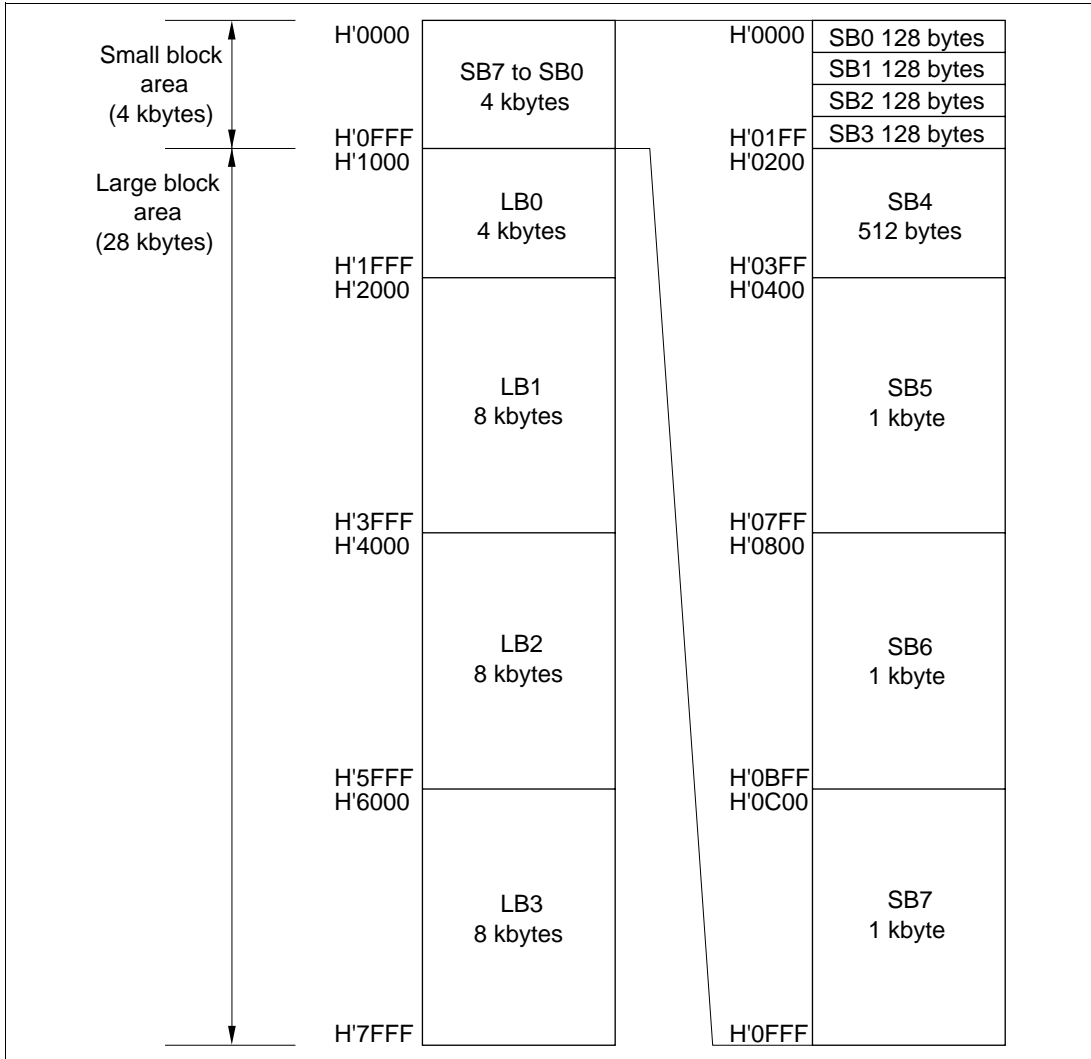 Small block
area
(4 kbytes)
Large block
area
(28 kbytes)
H'0000
SB7 to SB0
4 kbytes
H'0FFF
H'1000
LB0
4 kbytes
H'1FFF
H'2000
LB1
8 kbytes
H'3FFF
H'4000
LB2
8 kbytes
H'5FFF
H'6000
LB3
8 kbytes
H'7FFF
H'0000
SB0 128 bytes
SB1 128 bytes
SB2 128 bytes
SB3 128 bytes
H'01FF
H'0200
SB4
512 bytes
H'03FF
H'0400
SB5
1 kbyte
H'07FF
H'0800
SB6
1 kbyte
H'0BFF
H'0C00
SB7
1 kbyte
H'0FFF